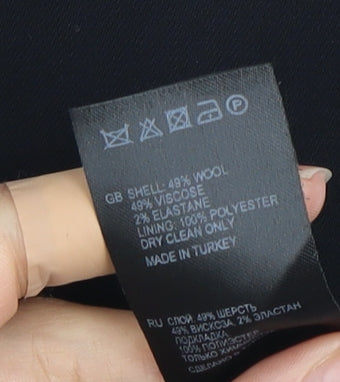 P
GB SHELL: 49% WOOL
49% VISCOSE
2% ELASTANE
LINING: 100% POLYESTER
DRY CLEAN ONLY
MADE IN TURKEY
RU СЛОЙ: 49% ШЕРСТЬ
49% ВИСКОЗА, 2% ЭЛАСТАН
ПОДКЛАДКА:
100% ПОЛИЭСТЕР
ТОЛЬКО
СДЕЛАНО